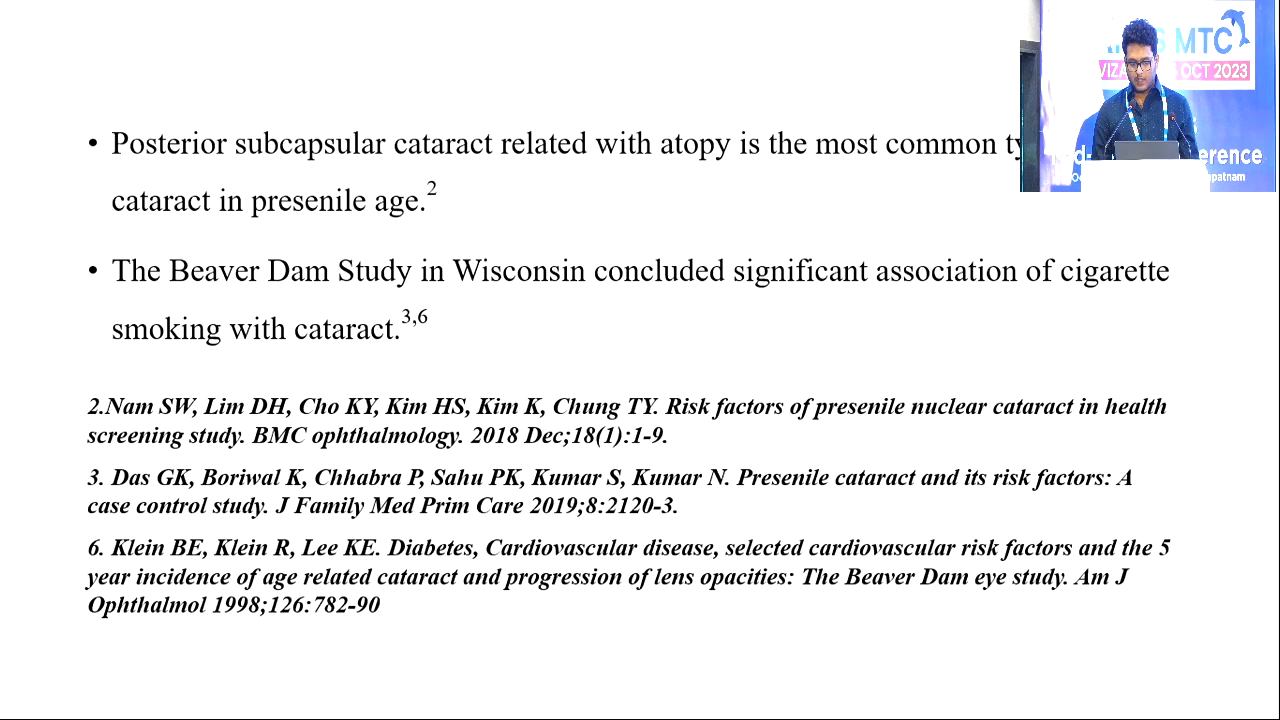 MTC
OCT 2023
erence
patnam
• Posterior subcapsular cataract related with atopy is the most common
cataract in presenile age.2
• The Beaver Dam Study in Wisconsin concluded significant association of cigarette
smoking with cataract.3,6
2.Nam SW, Lim DH, Cho KY, Kim HS, Kim K, Chung TY. Risk factors of presenile nuclear cataract in health
screening study. BMC ophthalmology. 2018 Dec;18(1):1-9.
3. Das GK, Boriwal K, Chhabra P, Sahu PK, Kumar S, Kumar N. Presenile cataract and its risk factors: A
case control study. J Family Med Prim Care 2019;8:2120-3.
6. Klein BE, Klein R, Lee KE. Diabetes, Cardiovascular disease, selected cardiovascular risk factors and the 5
year incidence of age related cataract and progression of lens opacities: The Beaver Dam eye study. Am J
Ophthalmol 1998;126:782-90